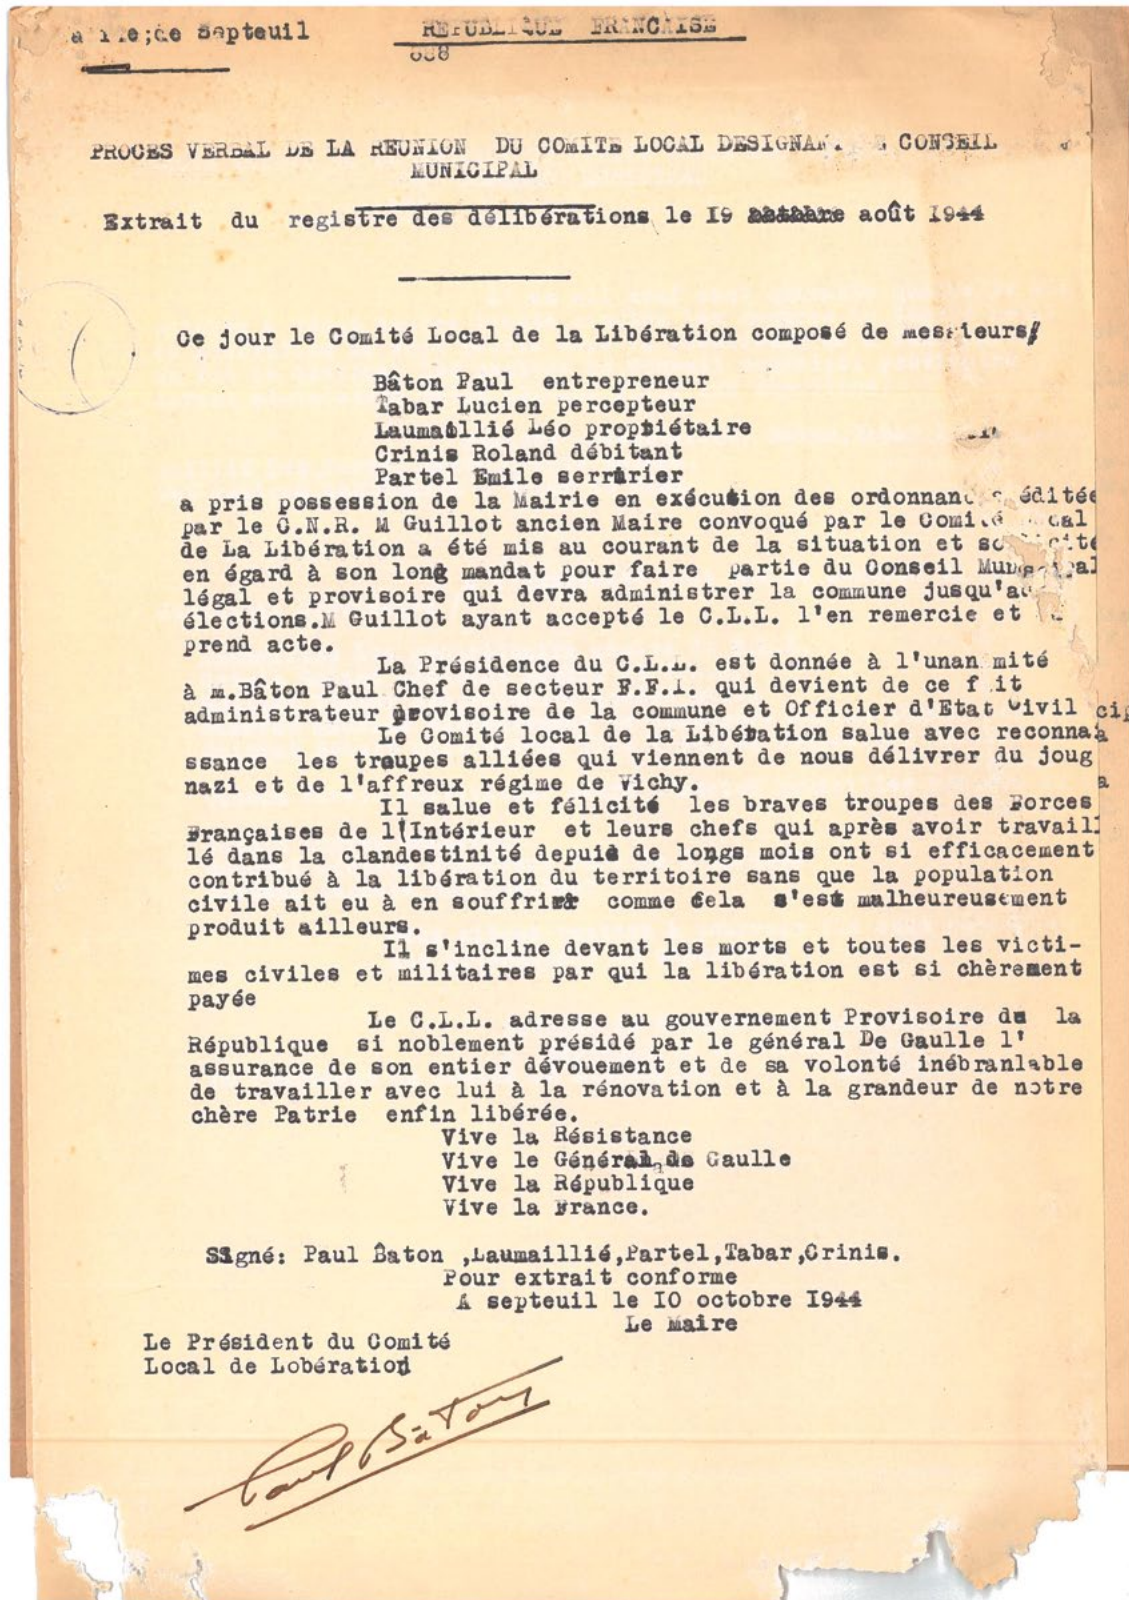 de Septeuil
REPUBLIQUE FRANCAISE
PROCES VERBAL DE LA REUNION DU COMITE LOCAL DESIGNANT CONSEIL
MUNICIPAL
Extrait du registre des délibérations le I9 août I944
Ce jour le Comité Local de la Libération composé de messieurs/
Bâton Paul entrepreneur
Tabar Lucien percepteur
Laumaillié Léo propriétaire
Crinis Roland débitant
Partel Emile serrurier
a pris possession de la Mairie en exécution des ordonnances éditée
par le C.N.R. M Guillot ancien Maire convoqué par le Comité Local
de La Libération a été mis au courant de la situation et sollicité
en égard à son long mandat pour faire partie du Conseil Municipal
légal et provisoire qui devra administrer la commune jusqu'au
élections.M Guillot ayant accepté le C.L.L. l'en remercie et
prend acte.
La Présidence du C.L.L. est donnée à l'unanimité
à M.Bâton Paul Chef de secteur F.F.I. qui devient de ce fait
administrateur provisoire de la commune et Officier d'Etat Civil
Le Comité local de la Libération salue avec reconnai
ssance les troupes alliées qui viennent de nous délivrer du joug
nazi et de l'affreux régime de Vichy.
Il salue et félicité les braves troupes des Forces
Françaises de l'Intérieur et leurs chefs qui après avoir travail
lé dans la clandestinité depuis de longs mois ont si efficacement
contribué à la libération du territoire sans que la population
civile ait eu à en souffrir comme cela s'est malheureusement
produit ailleurs.
Il s'incline devant les morts et toutes les victi-
mes civiles et militaires par qui la libération est si chèrement
payée
Le C.L.L. adresse au gouvernement Provisoire de la
République si noblement présidé par le général De Gaulle l'
assurance de son entier dévouement et de sa volonté inébranlable
de travailler avec lui à la rénovation et à la grandeur de notre
chère Patrie enfin libérée.
Vive la Résistance
Vive le Général de Gaulle
Vive la République
Vive la France.
Signé: Paul Bâton ,Laumaillié,Partel,Tabar,Crinis.
Pour extrait conforme
A septeuil le I0 octobre I944
Le Maire
Le Président du Comité
Local de Lobération
Paul Bâton